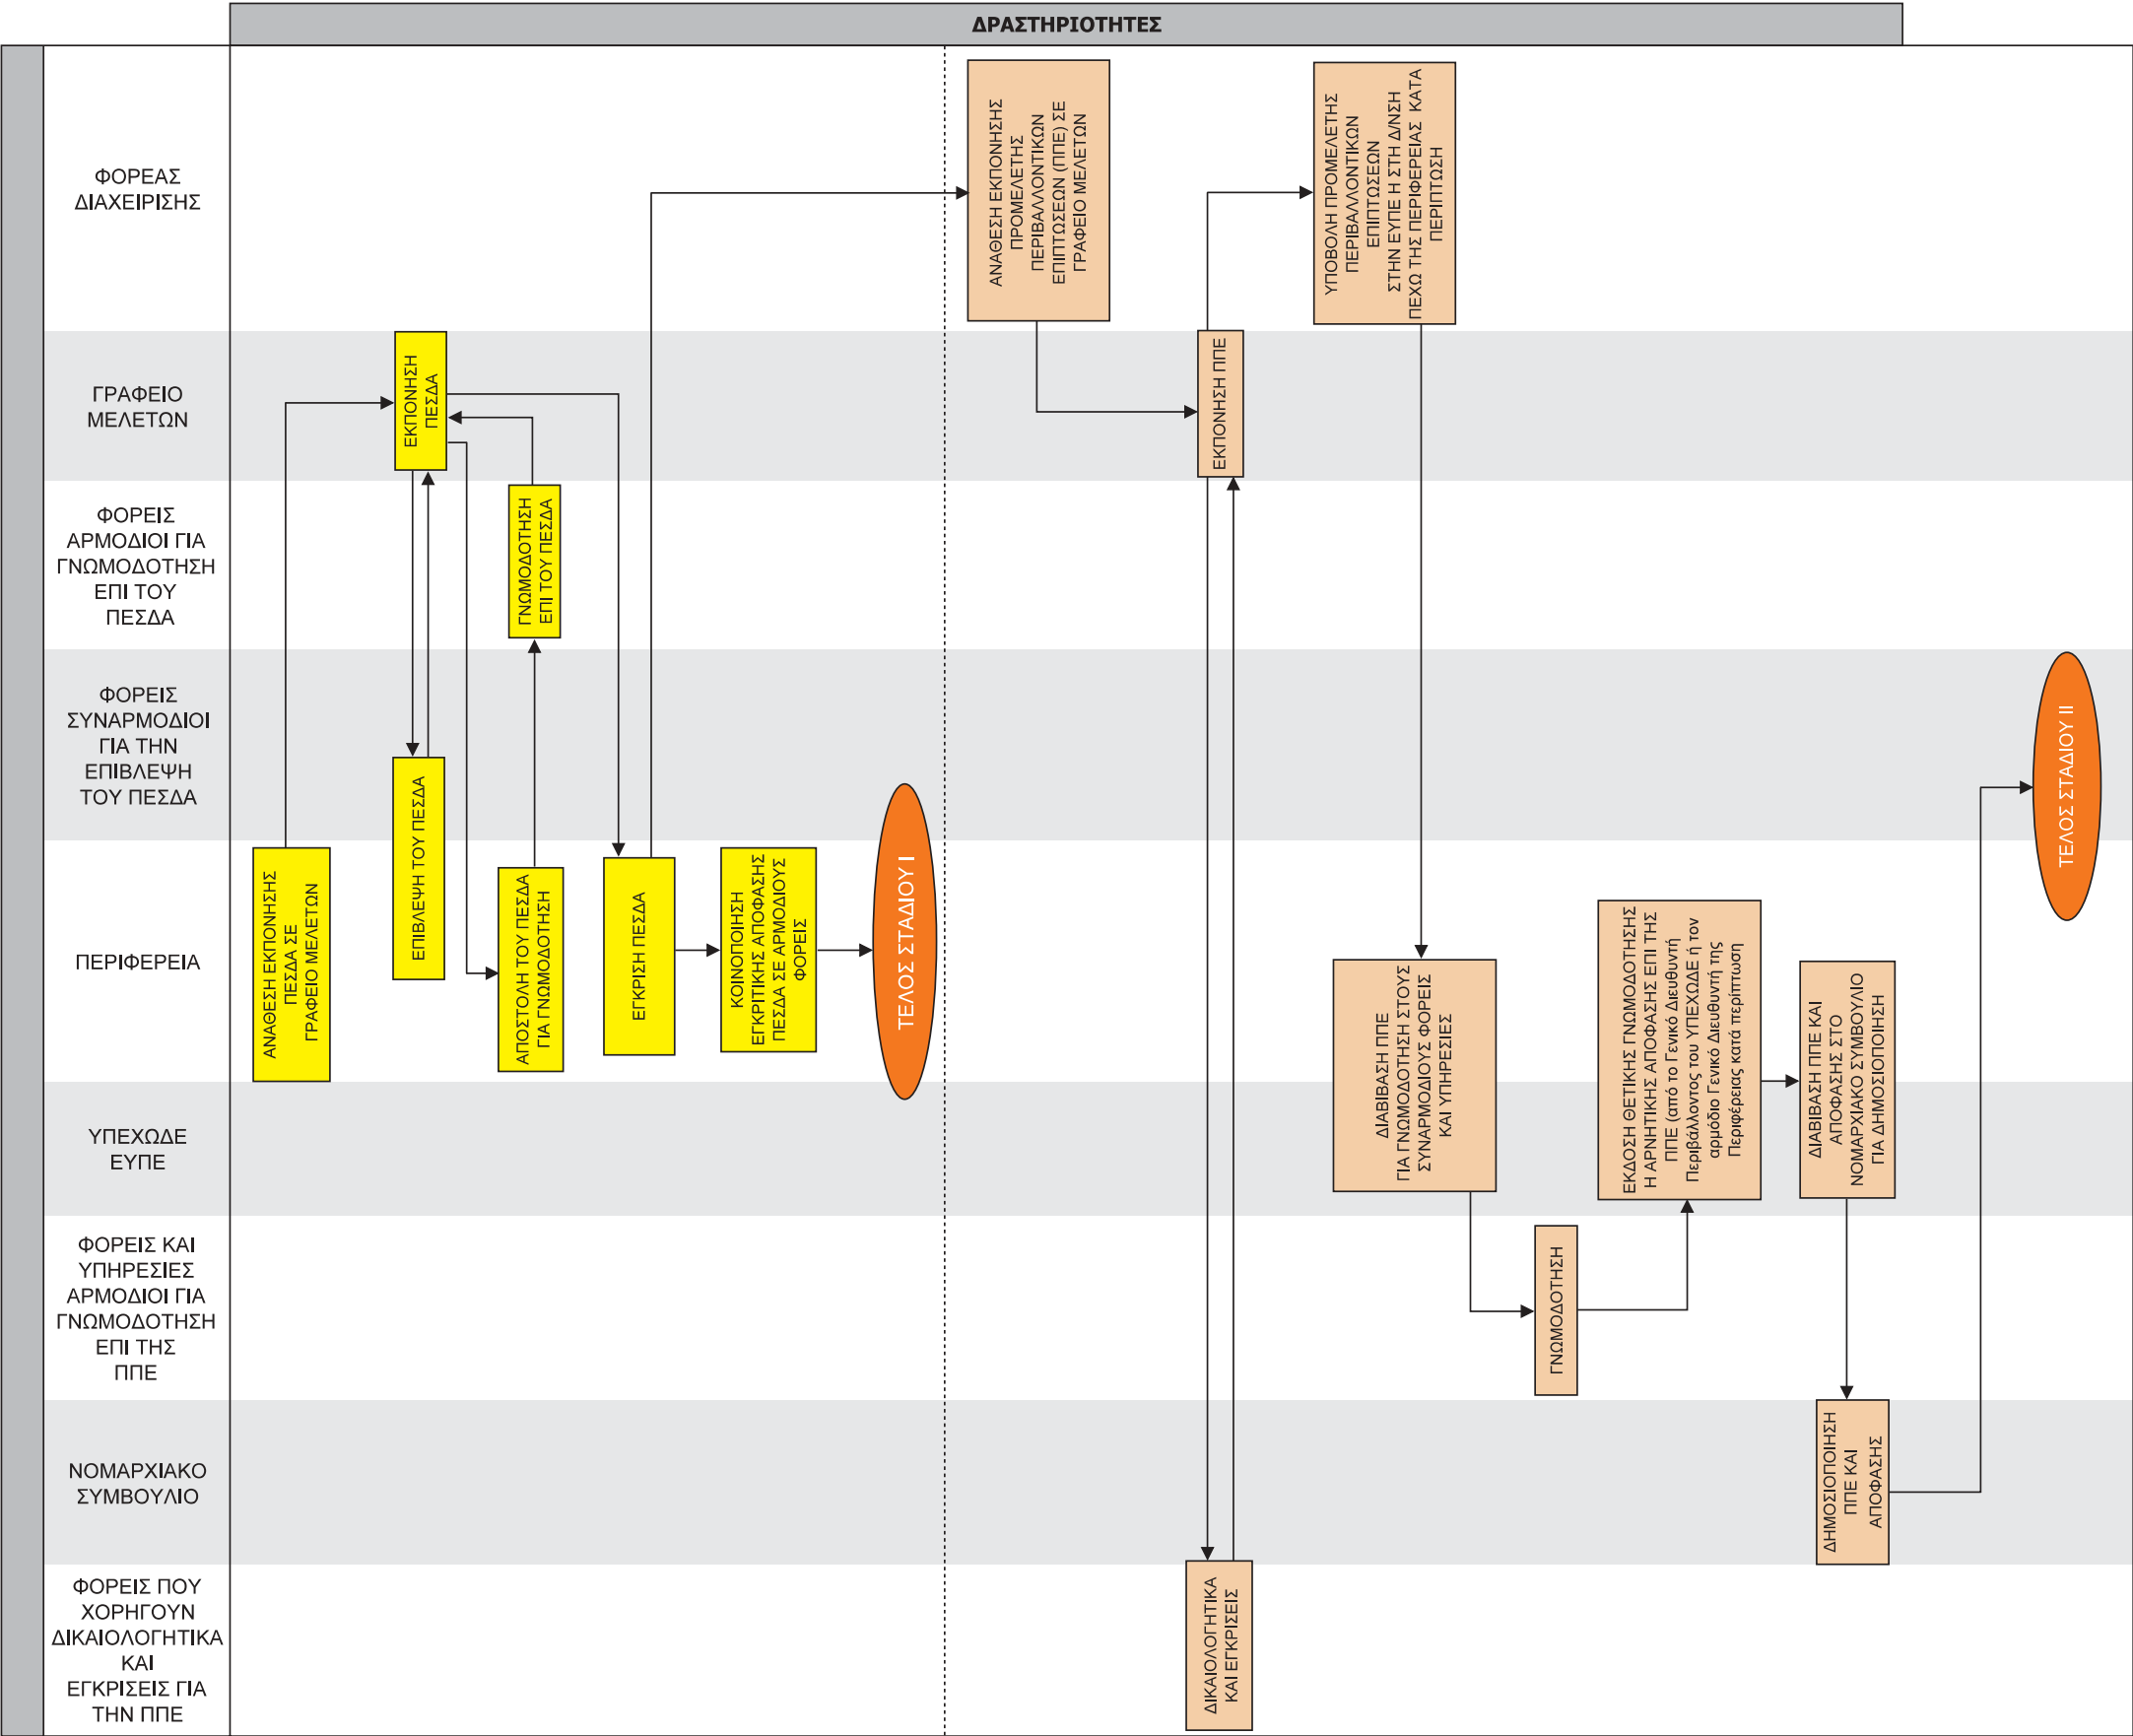 ΔΡΑΣΤΗΡΙΟΤΗΤΕΣ
ΦΟΡΕΑΣ
ΔΙΑΧΕΙΡΙΣΗΣ
ΓΡΑΦΕΙΟ
ΜΕΛΕΤΩΝ
ΦΟΡΕΙΣ
ΑΡΜΟΔΙΟΙ ΓΙΑ
ΓΝΩΜΟΔΟΤΗΣΗ
ΕΠΙ ΤΟΥ
ΠΕΣΔΑ
ΦΟΡΕΙΣ
ΣΥΝΑΡΜΟΔΙΟΙ
ΓΙΑ ΤΗΝ
ΕΠΙΒΛΕΨΗ
ΤΟΥ ΠΕΣΔΑ
ΠΕΡΙΦΕΡΕΙΑ
ΥΠΕΧΩΔΕ
ΕΥΠΕ
ΦΟΡΕΙΣ ΚΑΙ
ΥΠΗΡΕΣΙΕΣ
ΑΡΜΟΔΙΟΙ ΓΙΑ
ΓΝΩΜΟΔΟΤΗΣΗ
ΕΠΙ ΤΗΣ
ΠΠΕ
ΝΟΜΑΡΧΙΑΚΟ
ΣΥΜΒΟΥΛΙΟ
ΦΟΡΕΙΣ ΠΟΥ
ΧΟΡΗΓΟΥΝ
ΔΙΚΑΙΟΛΟΓΗΤΙΚΑ
ΚΑΙ
ΕΓΚΡΙΣΕΙΣ ΓΙΑ
ΤΗΝ ΠΠΕ
ΑΝΑΘΕΣΗ ΕΚΠΟΝΗΣΗΣ
ΠΕΣΔΑ ΣΕ
ΓΡΑΦΕΙΟ ΜΕΛΕΤΩΝ
ΕΚΠΟΝΗΣΗ
ΠΕΣΔΑ
ΕΠΙΒΛΕΨΗ ΤΟΥ ΠΕΣΔΑ
ΑΠΟΣΤΟΛΗ ΤΟΥ ΠΕΣΔΑ
ΓΙΑ ΓΝΩΜΟΔΟΤΗΣΗ
ΓΝΩΜΟΔΟΤΗΣΗ
ΕΠΙ ΤΟΥ ΠΕΣΔΑ
ΕΓΚΡΙΣΗ ΠΕΣΔΑ
ΚΟΙΝΟΠΟΙΗΣΗ
ΕΓΚΡΙΤΙΚΗΣ ΑΠΟΦΑΣΗΣ
ΠΕΣΔΑ ΣΕ ΑΡΜΟΔΙΟΥΣ
ΦΟΡΕΙΣ
ΤΕΛΟΣ ΣΤΑΔΙΟΥ Ι
ΑΝΑΘΕΣΗ ΕΚΠΟΝΗΣΗΣ
ΠΡΟΜΕΛΕΤΗΣ
ΠΕΡΙΒΑΛΛΟΝΤΙΚΩΝ
ΕΠΙΠΤΩΣΕΩΝ (ΠΠΕ) ΣΕ
ΓΡΑΦΕΙΟ ΜΕΛΕΤΩΝ
ΕΚΠΟΝΗΣΗ ΠΠΕ
ΔΙΚΑΙΟΛΟΓΗΤΙΚΑ
ΚΑΙ ΕΓΚΡΙΣΕΙΣ
ΥΠΟΒΟΛΗ ΠΡΟΜΕΛΕΤΗΣ
ΠΕΡΙΒΑΛΛΟΝΤΙΚΩΝ
ΕΠΙΠΤΩΣΕΩΝ
ΣΤΗΝ ΕΥΠΕ Η ΣΤΗ Δ/ΝΣΗ
ΠΕΧΩ ΤΗΣ ΠΕΡΙΦΕΡΕΙΑΣ ΚΑΤΑ
ΠΕΡΙΠΤΩΣΗ
ΔΙΑΒΙΒΑΣΗ ΠΠΕ
ΓΙΑ ΓΝΩΜΟΔΟΤΗΣΗ ΣΤΟΥΣ
ΣΥΝΑΡΜΟΔΙΟΥΣ ΦΟΡΕΙΣ
ΚΑΙ ΥΠΗΡΕΣΙΕΣ
ΓΝΩΜΟΔΟΤΗΣΗ
ΕΚΔΟΣΗ ΘΕΤΙΚΗΣ ΓΝΩΜΟΔΟΤΗΣΗΣ
Η ΑΡΝΗΤΙΚΗΣ ΑΠΟΦΑΣΗΣ ΕΠΙ ΤΗΣ
ΠΠΕ (από το Γενικό Διευθυντή
Περιβάλλοντος του ΥΠΕΧΩΔΕ ή τον
αρμόδιο Γενικό Διευθυντή της
Περιφέρειας κατά περίπτωση
ΔΙΑΒΙΒΑΣΗ ΠΠΕ ΚΑΙ
ΑΠΟΦΑΣΗΣ ΣΤΟ
ΝΟΜΑΡΧΙΑΚΟ ΣΥΜΒΟΥΛΙΟ
ΓΙΑ ΔΗΜΟΣΙΟΠΟΙΗΣΗ
ΔΗΜΟΣΙΟΠΟΙΗΣΗ
ΠΠΕ ΚΑΙ
ΑΠΟΦΑΣΗΣ
ΤΕΛΟΣ ΣΤΑΔΙΟΥ ΙΙ